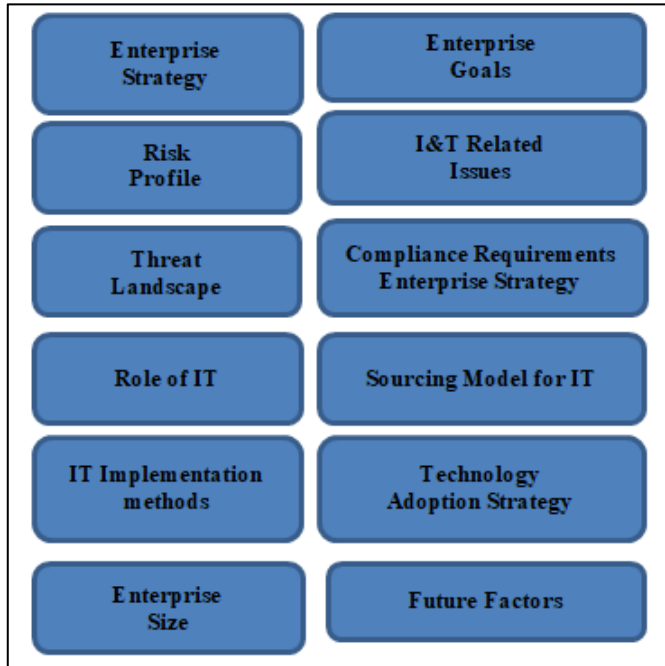 Enterprise
Strategy
Enterprise
Goals
Risk
Profile
I&T Related
Issues
Threat
Landscape
Compliance Requirements
Enterprise Strategy
Role of IT
Sourcing Model for IT
IT Implementation
methods
Technology
Adoption Strategy
Enterprise
Size
Future Factors